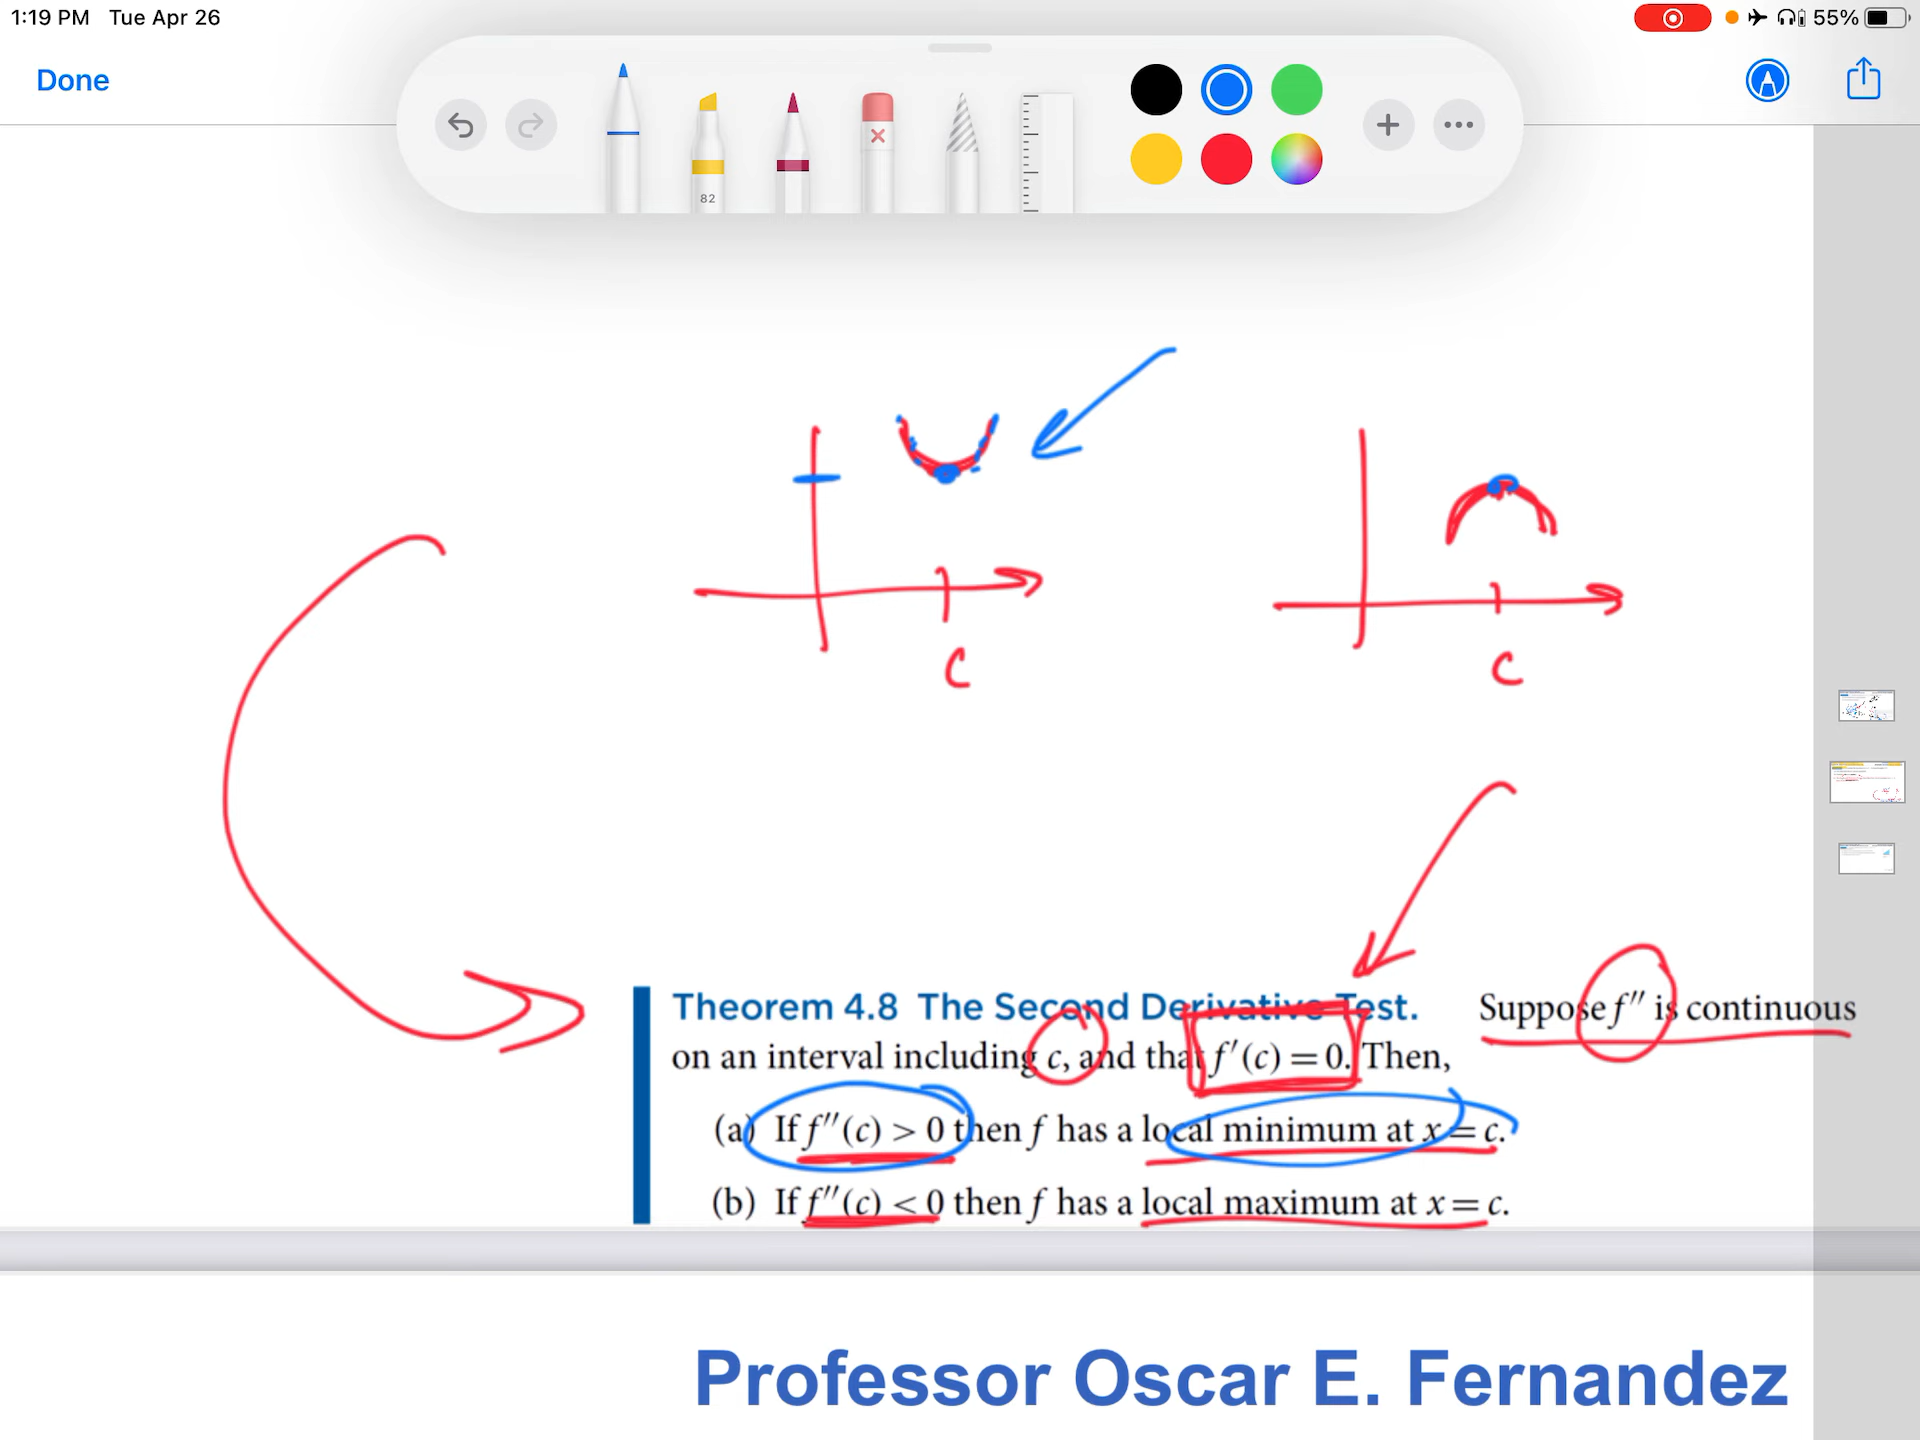 1:19 PM Tue Apr 26
55%
Done
82
C
C
Theorem 4.8 The Second Derivative Test. Suppose f″ is continuous
on an interval including c, and that f′(c) = 0. Then,
(a) If f″(c) > 0 then f has a local minimum at x = c.
(b) If f″(c) < 0 then f has a local maximum at x = c.
Professor Oscar E. Fernandez